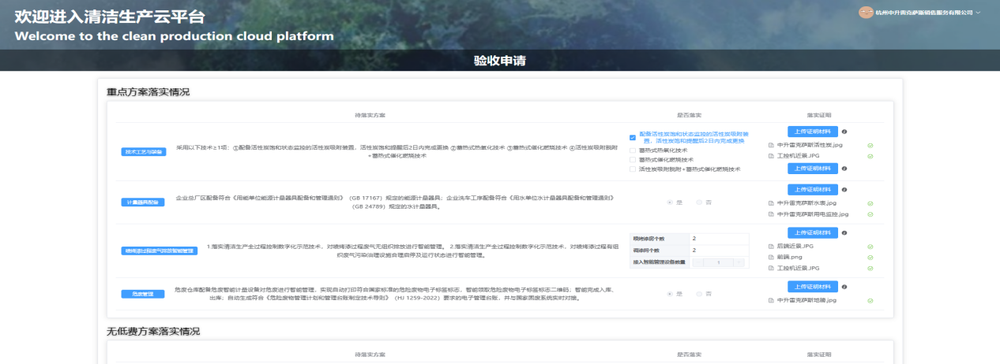 欢迎进入清洁生产云平台
Welcome to the clean production cloud platform
杭州中升雷克萨斯销售服务有限公司
验收申请
重点方案落实情况
待落实方案
是否落实
落实证明
技术工艺与装备
采用以下技术≥1项：①配备活性炭饱和状态监控的活性炭吸附装置，活性炭饱和提醒后2日内完成更换 ②蓄热式热氧化技术 ③蓄热式催化燃烧技术 ④活性炭吸附脱附
+蓄热式催化燃烧技术
配备活性炭饱和状态监控的活性炭吸附装
置，活性炭饱和提醒后2日内完成更换
蓄热式热氧化技术
蓄热式催化燃烧技术
活性炭吸附脱附+蓄热式催化燃烧技术
上传证明材料
中升雷克萨斯活性炭.jpg
工控机近景.JPG
上传证明材料
计量器具配备
企业总厂区配备符合《用能单位能源计量器具配备和管理通则》（GB 17167）规定的能源计量器具；企业洗车工序配备符合《用水单位水计量器具配备和管理通则》
（GB 24789）规定的水计量器具。
是
否
上传证明材料
中升雷克萨斯水表.jpg
中升雷克萨斯用电监控.jpg
喷烤漆过程废气排放智能管理
1.落实清洁生产全过程控制数字化示范技术，对喷烤漆过程废气无组织排放进行智能管理。 2.落实清洁生产全过程控制数字化示范技术，对喷烤漆过程有组
织废气污染治理设施合理启停及运行状态进行智能管理。
喷烤漆房个数
2
调漆间个数
2
接入智能管理设备数量
1
上传证明材料
后端近景.JPG
前端.png
工控机近景.JPG
危废管理
危废仓库配备危废智能计量设备对危废进行智能管理，实现自动打印符合国家标准的危险废物电子标签标志，智能领取危险废物电子标签标志二维码；智能完成入库、
出库；自动生成符合《危险废物管理计划和管理台账制定技术导则》（HJ 1259-2022）要求的电子管理台账，并与国家固废系统实时对接。
是
否
上传证明材料
中升雷克萨斯地磅.jpg
无低费方案落实情况
待落实方案
是否落实
落实证明